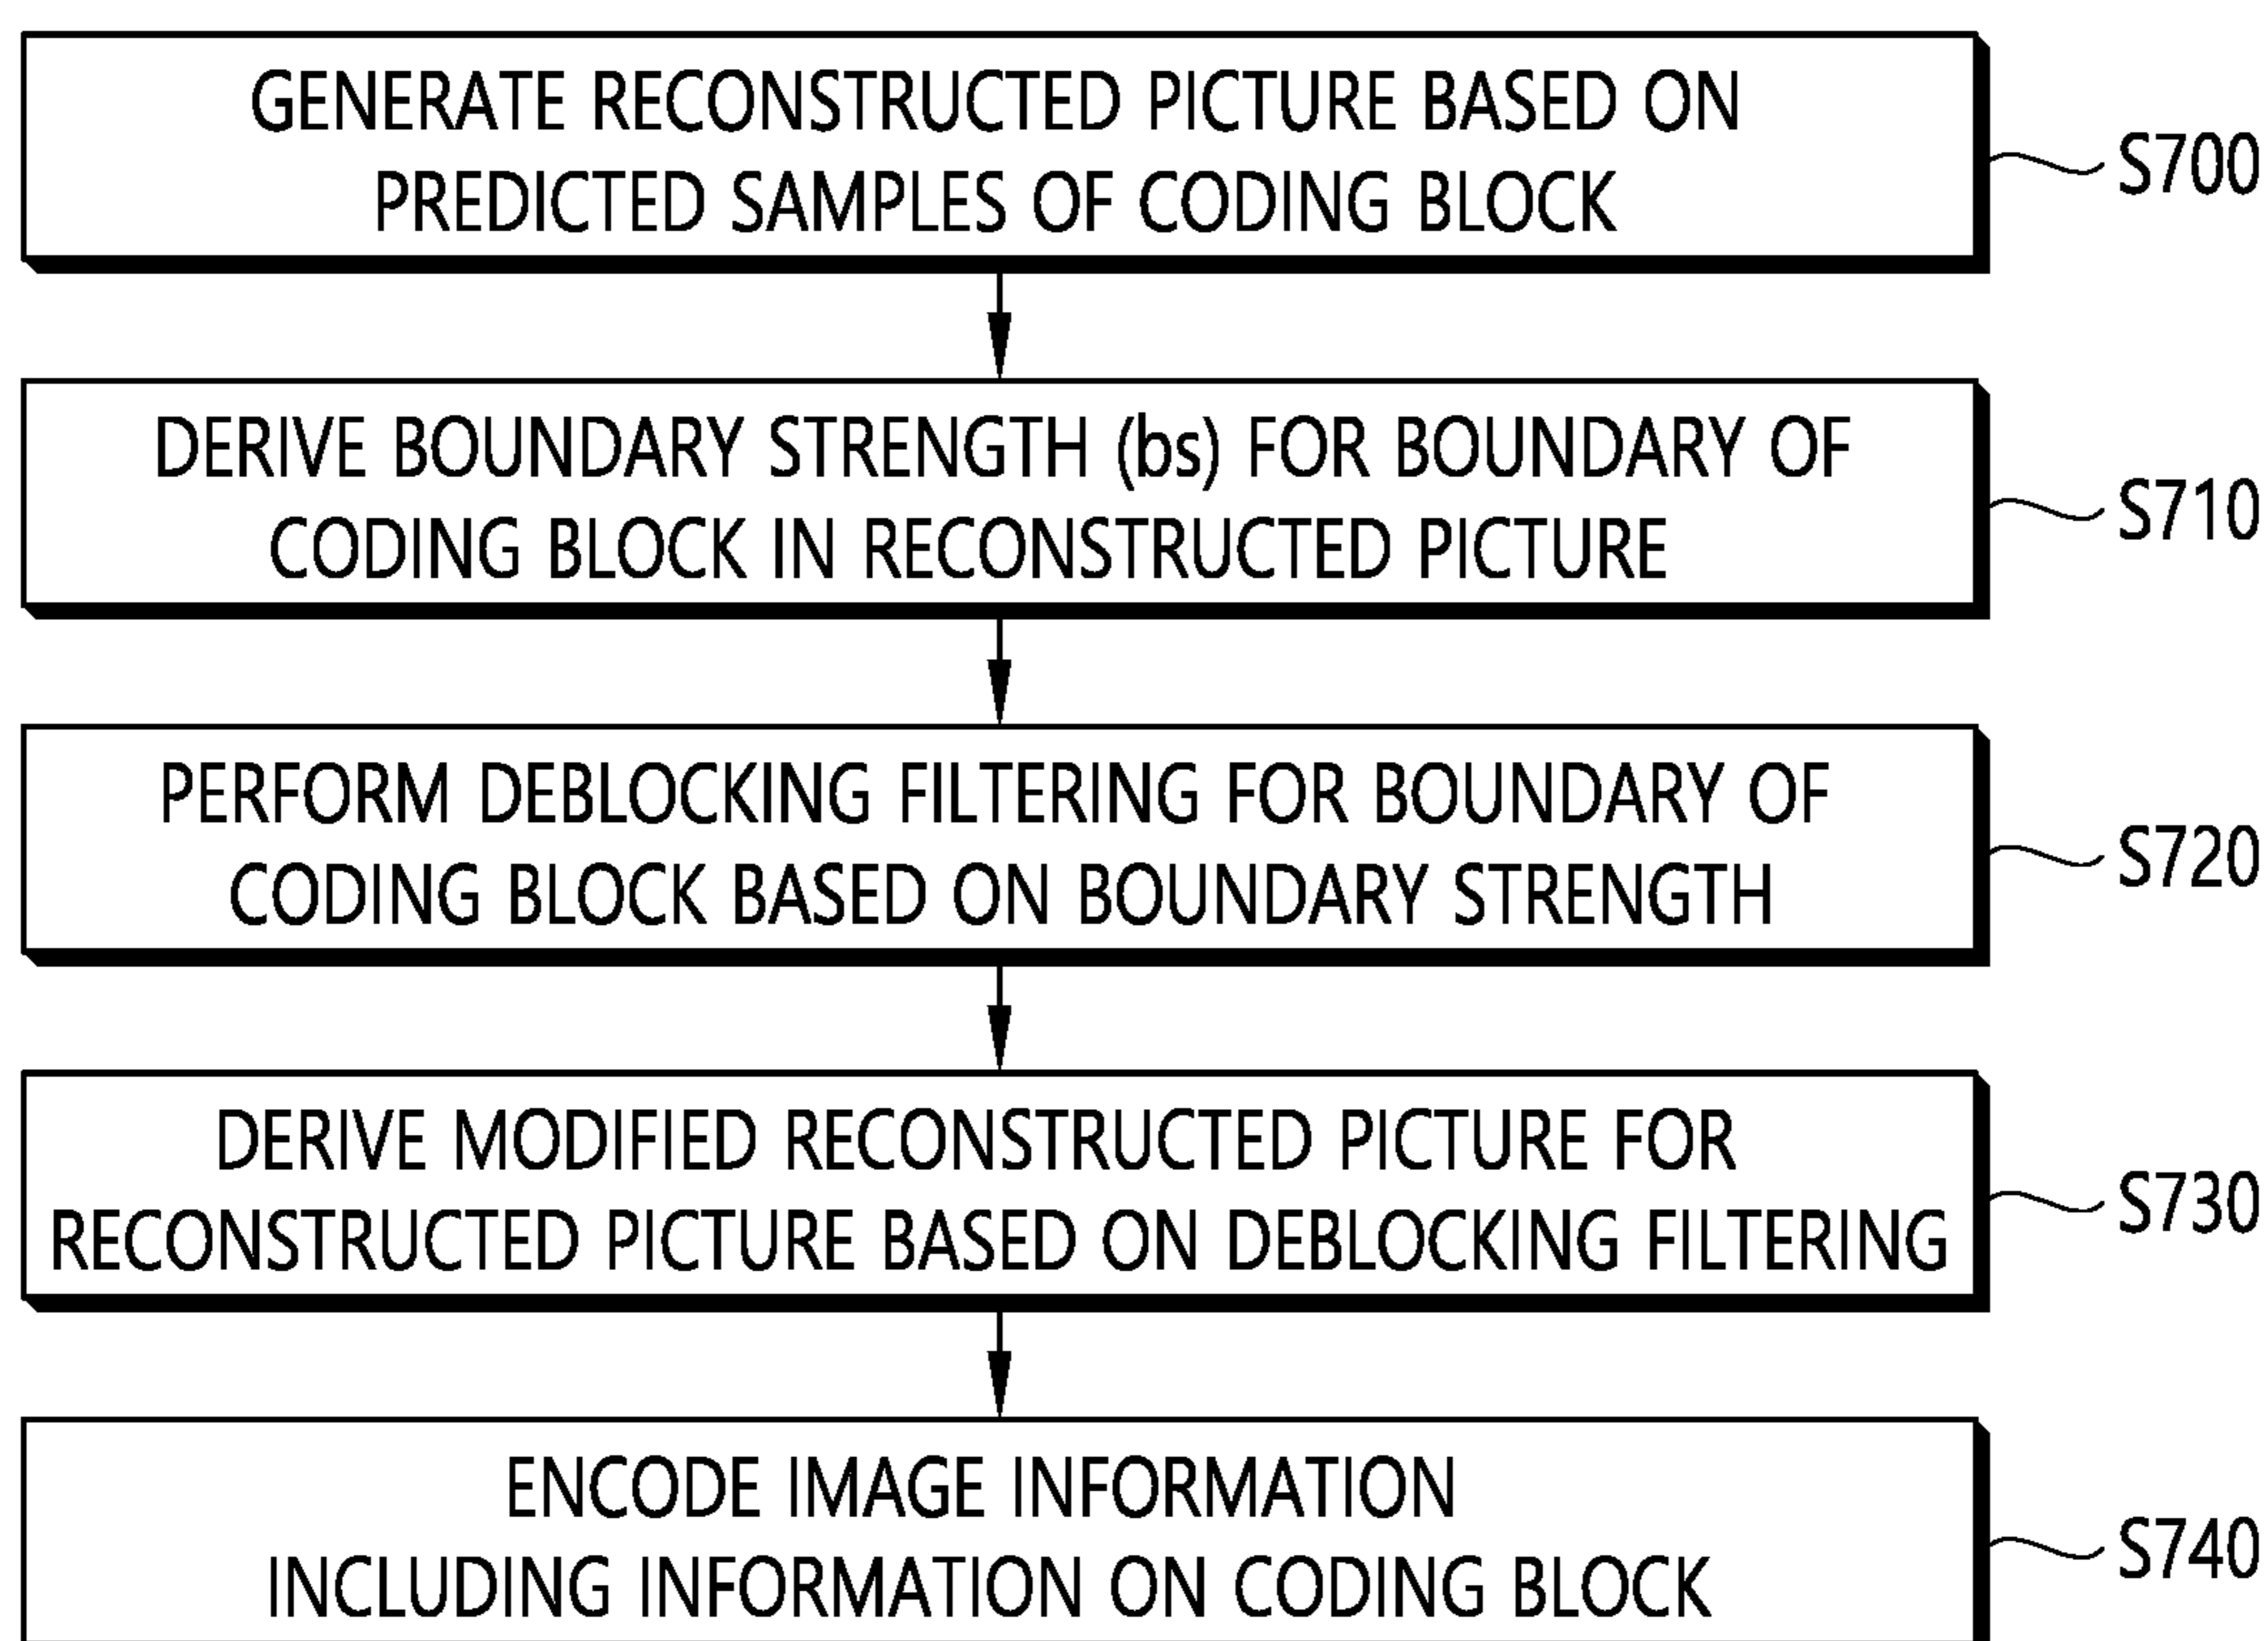 GENERATE RECONSTRUCTED PICTURE BASED ON
PREDICTED SAMPLES OF CODING BLOCK
S700
DERIVE BOUNDARY STRENGTH (bs) FOR BOUNDARY OF
CODING BLOCK IN RECONSTRUCTED PICTURE
S710
PERFORM DEBLOCKING FILTERING FOR BOUNDARY OF
CODING BLOCK BASED ON BOUNDARY STRENGTH
S720
DERIVE MODIFIED RECONSTRUCTED PICTURE FOR
RECONSTRUCTED PICTURE BASED ON DEBLOCKING FILTERING
S730
ENCODE IMAGE INFORMATION
INCLUDING INFORMATION ON CODING BLOCK
S740